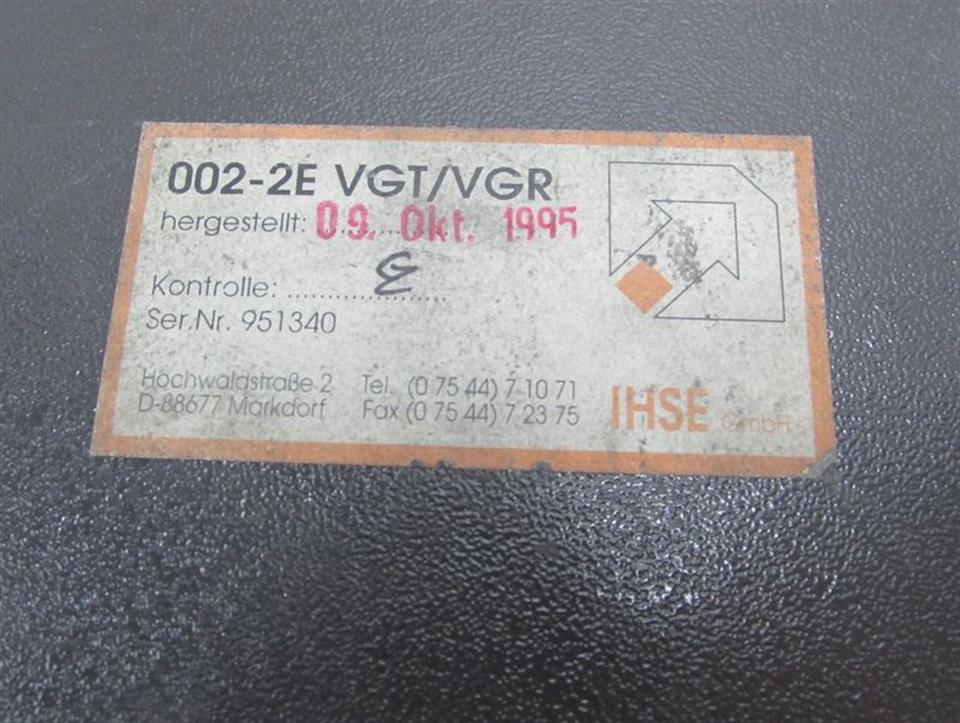 002-2E VGT/VGR
hergestellt: 09. Okt. 1995
Kontrolle: ....................
Ser.Nr. 951340
Hochwaldstraße 2 Tel. (0 75 44) 7 10 71
D-88677 Markdorf Fax (0 75 44) 7 23 75
IHSE GmbH